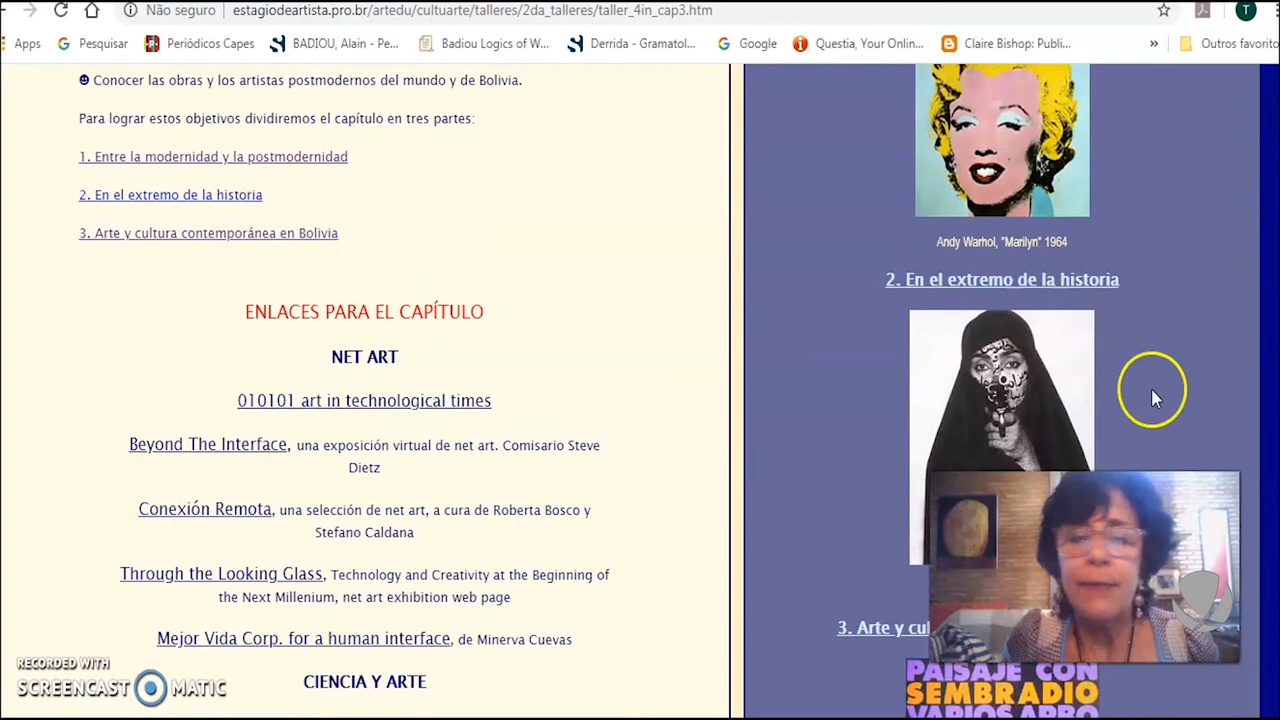 Não seguro
estagiodeartista.pro.br/artedu/cultuarte/talleres/2da_talleres/taller_4in_cap3.htm
T
Apps
Pesquisar
Periódicos Capes
BADIOU, Alain - Pe...
Badiou Logics of W...
Derrida - Gramatol...
Google
Questia, Your Onlin...
Claire Bishop: Publi...
»
Outros favorito
Conocer las obras y los artistas postmodernos del mundo y de Bolivia.
Para lograr estos objetivos dividiremos el capítulo en tres partes:
1. Entre la modernidad y la postmodernidad
2. En el extremo de la historia
3. Arte y cultura contemporánea en Bolivia
ENLACES PARA EL CAPÍTULO
NET ART
010101 art in technological times
Beyond The Interface, una exposición virtual de net art. Comisario Steve
Dietz
Conexión Remota, una selección de net art, a cura de Roberta Bosco y
Stefano Caldana
Through the Looking Glass, Technology and Creativity at the Beginning of
the Next Millenium, net art exhibition web page
Mejor Vida Corp. for a human interface, de Minerva Cuevas
CIENCIA Y ARTE
Andy Warhol, "Marilyn" 1964
2. En el extremo de la historia
3. Arte y cul
PAISAJE CON
SEMBRADIO
VARIOS ARBO
RECORDED WITH
SCREENCAST MATIC